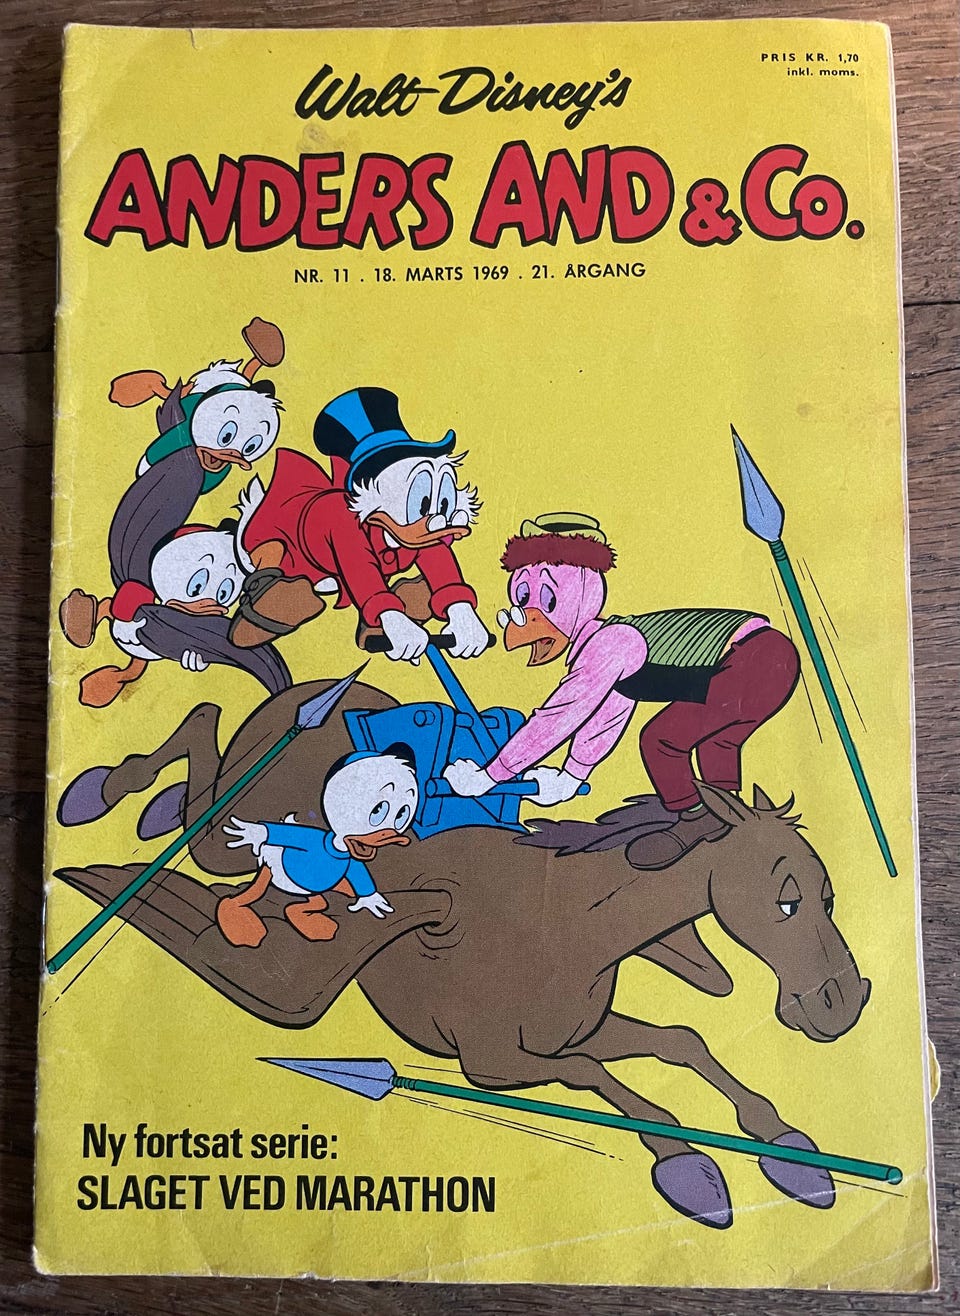 PRIS KR. 1,70
inkl. moms.
Walt Disney's
ANDERS AND & Co.
NR. 11 . 18. MARTS 1969 . 21. ÅRGANG
Ny fortsat serie:
SLAGET VED MARATHON